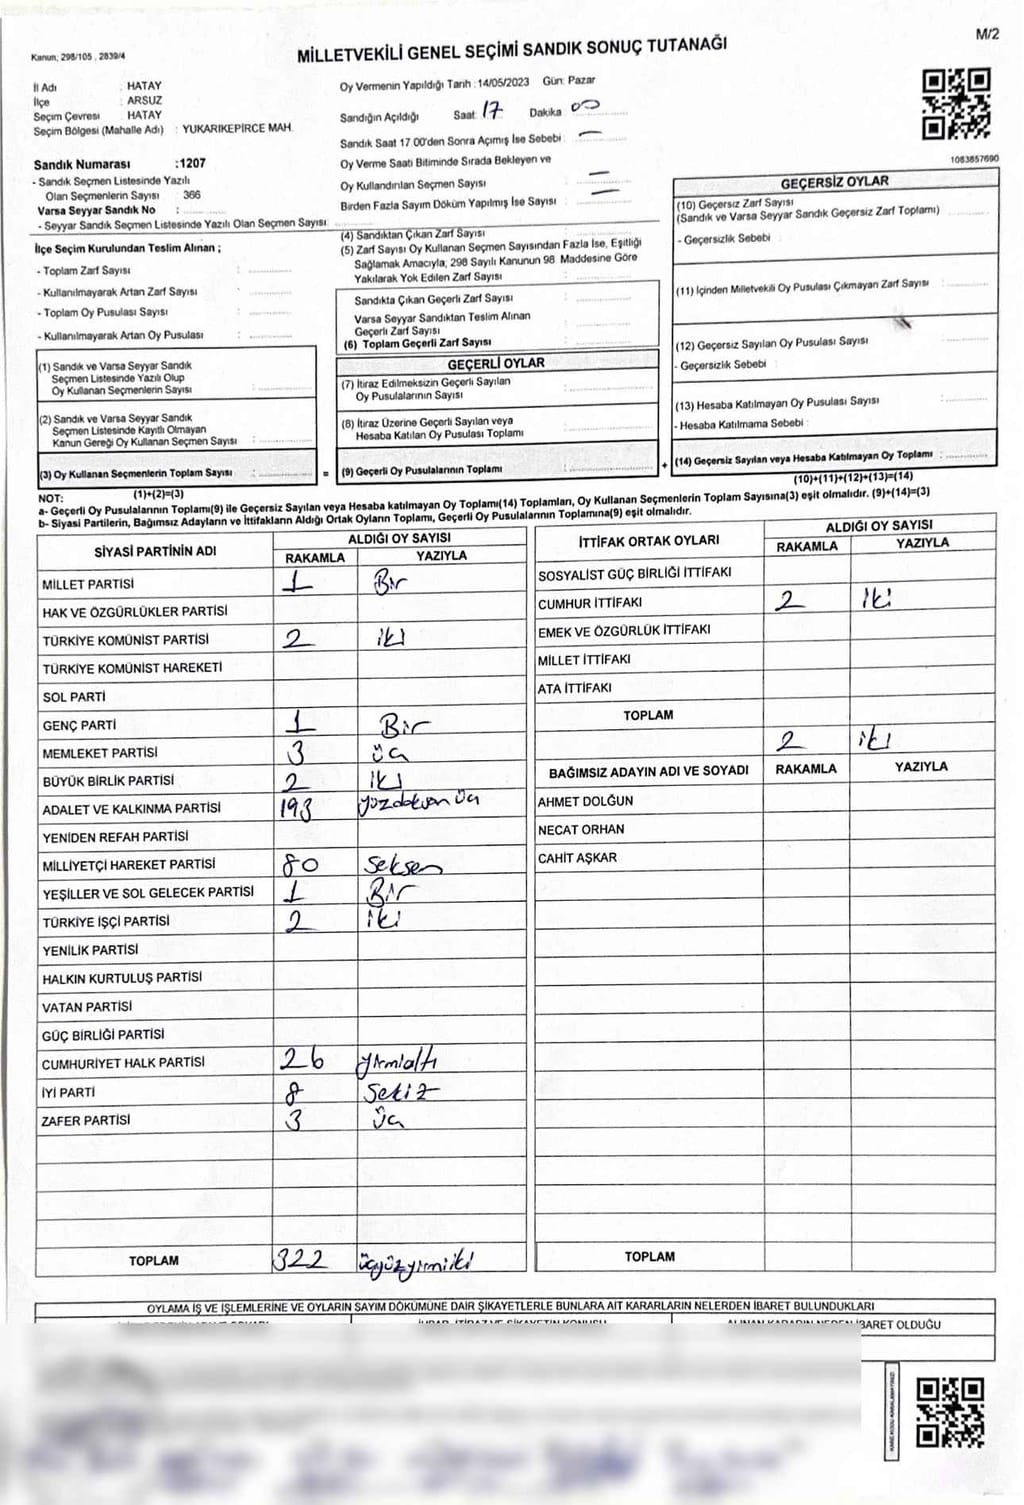 Kanun; 298/105 , 2839/4
MİLLETVEKİLİ GENEL SEÇİMİ SANDIK SONUÇ TUTANAĞI
M/2
İl Adı : HATAY
İlçe : ARSUZ
Seçim Çevresi : HATAY
Seçim Bölgesi (Mahalle Adı) : YUKARIKEPİRCE MAH.
Sandık Numarası :1207
- Sandık Seçmen Listesinde Yazılı
Olan Seçmenlerin Sayısı : 366
Varsa Seyyar Sandık No :
- Seyyar Sandık Seçmen Listesinde Yazılı Olan Seçmen Sayısı
Oy Vermenin Yapıldığı Tarih :14/05/2023 Gün: Pazar
Sandığın Açıldığı Saat: 17 Dakika 00
Sandık Saat 17.00'den Sonra Açımış İse Sebebi : —
Oy Verme Saati Bitiminde Sırada Bekleyen ve
Oy Kullandırılan Seçmen Sayısı : —
Birden Fazla Sayım Döküm Yapılmış İse Sayısı : —
1083857690
İlçe Seçim Kurulundan Teslim Alınan ;
- Toplam Zarf Sayısı :
- Kullanılmayarak Artan Zarf Sayısı :
- Toplam Oy Pusulası Sayısı :
- Kullanılmayarak Artan Oy Pusulası :
(4) Sandıktan Çıkan Zarf Sayısı :
(5) Zarf Sayısı Oy Kullanan Seçmen Sayısından Fazla İse, Eşitliği
Sağlamak Amacıyla; 298 Sayılı Kanunun 98. Maddesine Göre
Yakılarak Yok Edilen Zarf Sayısı :
Sandıkta Çıkan Geçerli Zarf Sayısı :
Varsa Seyyar Sandıktan Teslim Alınan
Geçerli Zarf Sayısı :
(6) Toplam Geçerli Zarf Sayısı :
GEÇERSİZ OYLAR
(10) Geçersiz Zarf Sayısı :
(Sandık ve Varsa Seyyar Sandık Geçersiz Zarf Toplamı)
- Geçersizlik Sebebi :
(11) İçinden Milletvekili Oy Pusulası Çıkmayan Zarf Sayısı :
(12) Geçersiz Sayılan Oy Pusulası Sayısı :
- Geçersizlik Sebebi :
(13) Hesaba Katılmayan Oy Pusulası Sayısı :
- Hesaba Katılmama Sebebi :
(14) Geçersiz Sayılan veya Hesaba Katılmayan Oy Toplamı :
(10)+(11)+(12)+(13)=(14)
(1) Sandık ve Varsa Seyyar Sandık
Seçmen Listesinde Yazılı Olup
Oy Kullanan Seçmenlerin Sayısı :
(2) Sandık ve Varsa Seyyar Sandık
Seçmen Listesinde Kayıtlı Olmayan
Kanun Gereği Oy Kullanan Seçmen Sayısı :
(3) Oy Kullanan Seçmenlerin Toplam Sayısı : =
(1)+(2)=(3)
GEÇERLİ OYLAR
(7) İtiraz Edilmeksizin Geçerli Sayılan
Oy Pusulalarının Sayısı :
(8) İtiraz Üzerine Geçerli Sayılan veya
Hesaba Katılan Oy Pusulası Toplamı :
(9) Geçerli Oy Pusulalarının Toplamı : +
NOT:
a- Geçerli Oy Pusulalarının Toplamı(9) ile Geçersiz Sayılan veya Hesaba katılmayan Oy Toplamı(14) Toplamları, Oy Kullanan Seçmenlerin Toplam Sayısına(3) eşit olmalıdır. (9)+(14)=(3)
b- Siyasi Partilerin, Bağımsız Adayların ve İttifakların Aldığı Ortak Oyların Toplamı, Geçerli Oy Pusulalarının Toplamına(9) eşit olmalıdır.
SİYASİ PARTİNİN ADI ALDIĞI OY SAYISI
RAKAMLA YAZIYLA
MİLLET PARTİSİ 1 Bir
HAK VE ÖZGÜRLÜKLER PARTİSİ
TÜRKİYE KOMÜNİST PARTİSİ 2 iki
TÜRKİYE KOMÜNİST HAREKETİ
SOL PARTİ
GENÇ PARTİ 1 Bir
MEMLEKET PARTİSİ 3 üç
BÜYÜK BİRLİK PARTİSİ 2 iki
ADALET VE KALKINMA PARTİSİ 193 yüzdoksan üç
YENİDEN REFAH PARTİSİ
MİLLİYETÇİ HAREKET PARTİSİ 80 Seksen
YEŞİLLER VE SOL GELECEK PARTİSİ 1 Bir
TÜRKİYE İŞÇİ PARTİSİ 2 iki
YENİLİK PARTİSİ
HALKIN KURTULUŞ PARTİSİ
VATAN PARTİSİ
GÜÇ BİRLİĞİ PARTİSİ
CUMHURİYET HALK PARTİSİ 26 yirmialtı
İYİ PARTİ 8 Sekiz
ZAFER PARTİSİ 3 üç
TOPLAM 322 üçyüzyirmiiki
İTTİFAK ORTAK OYLARI ALDIĞI OY SAYISI
RAKAMLA YAZIYLA
SOSYALİST GÜÇ BİRLİĞİ İTTİFAKI
CUMHUR İTTİFAKI 2 iki
EMEK VE ÖZGÜRLÜK İTTİFAKI
MİLLET İTTİFAKI
ATA İTTİFAKI
TOPLAM
2 iki
BAĞIMSIZ ADAYIN ADI VE SOYADI RAKAMLA YAZIYLA
AHMET DOLĞUN
NECAT ORHAN
CAHİT AŞKAR
TOPLAM
OYLAMA İŞ VE İŞLEMLERİNE VE OYLARIN SAYIM DÖKÜMÜNE DAİR ŞİKAYETLERLE BUNLARA AİT KARARLARIN NELERDEN İBARET BULUNDUKLARI
İBARET OLDUĞU